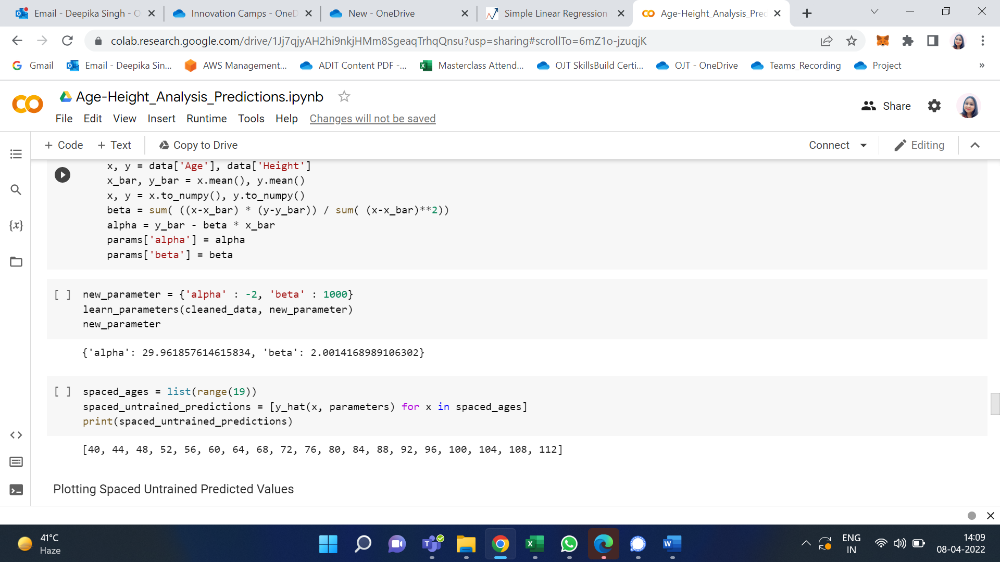 Email - Deepika Singh - O
Innovation Camps - OneD
New - OneDrive
Simple Linear Regression
Age-Height_Analysis_Prec
colab.research.google.com/drive/1Jj7qjyAH2hi9nkjHMm8SgeaqTrhqQnsu?usp=sharing#scrollTo=6mZ1o-jzuqjK
Gmail
Email - Deepika Sin...
AWS Management...
ADIT Content PDF -...
Masterclass Attend...
OJT SkillsBuild Certi...
OJT - OneDrive
Teams_Recording
Project
»
Age-Height_Analysis_Predictions.ipynb
Share
File Edit View Insert Runtime Tools Help Changes will not be saved
+ Code + Text Copy to Drive
Connect
Editing
x, y = data['Age'], data['Height']
x_bar, y_bar = x.mean(), y.mean()
x, y = x.to_numpy(), y.to_numpy()
beta = sum( ((x-x_bar) * (y-y_bar)) / sum( (x-x_bar)**2))
alpha = y_bar - beta * x_bar
params['alpha'] = alpha
params['beta'] = beta
[ ] new_parameter = {'alpha' : -2, 'beta' : 1000}
learn_parameters(cleaned_data, new_parameter)
new_parameter
{'alpha': 29.961857614615834, 'beta': 2.0014168989106302}
[ ] spaced_ages = list(range(19))
spaced_untrained_predictions = [y_hat(x, parameters) for x in spaced_ages]
print(spaced_untrained_predictions)
[40, 44, 48, 52, 56, 60, 64, 68, 72, 76, 80, 84, 88, 92, 96, 100, 104, 108, 112]
Plotting Spaced Untrained Predicted Values
41°C
Haze
ENG
IN
14:09
08-04-2022